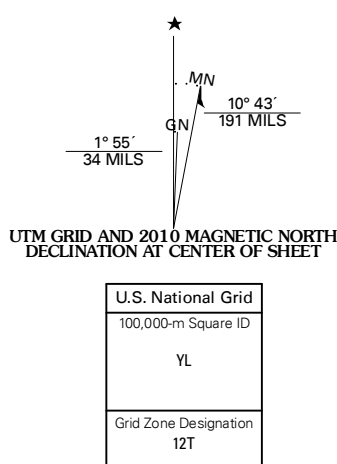 ★
MN
10° 43´
191 MILS
GN
1° 55´
34 MILS
UTM GRID AND 2010 MAGNETIC NORTH
DECLINATION AT CENTER OF SHEET
U.S. National Grid
100,000-m Square ID
YL
Grid Zone Designation
12T